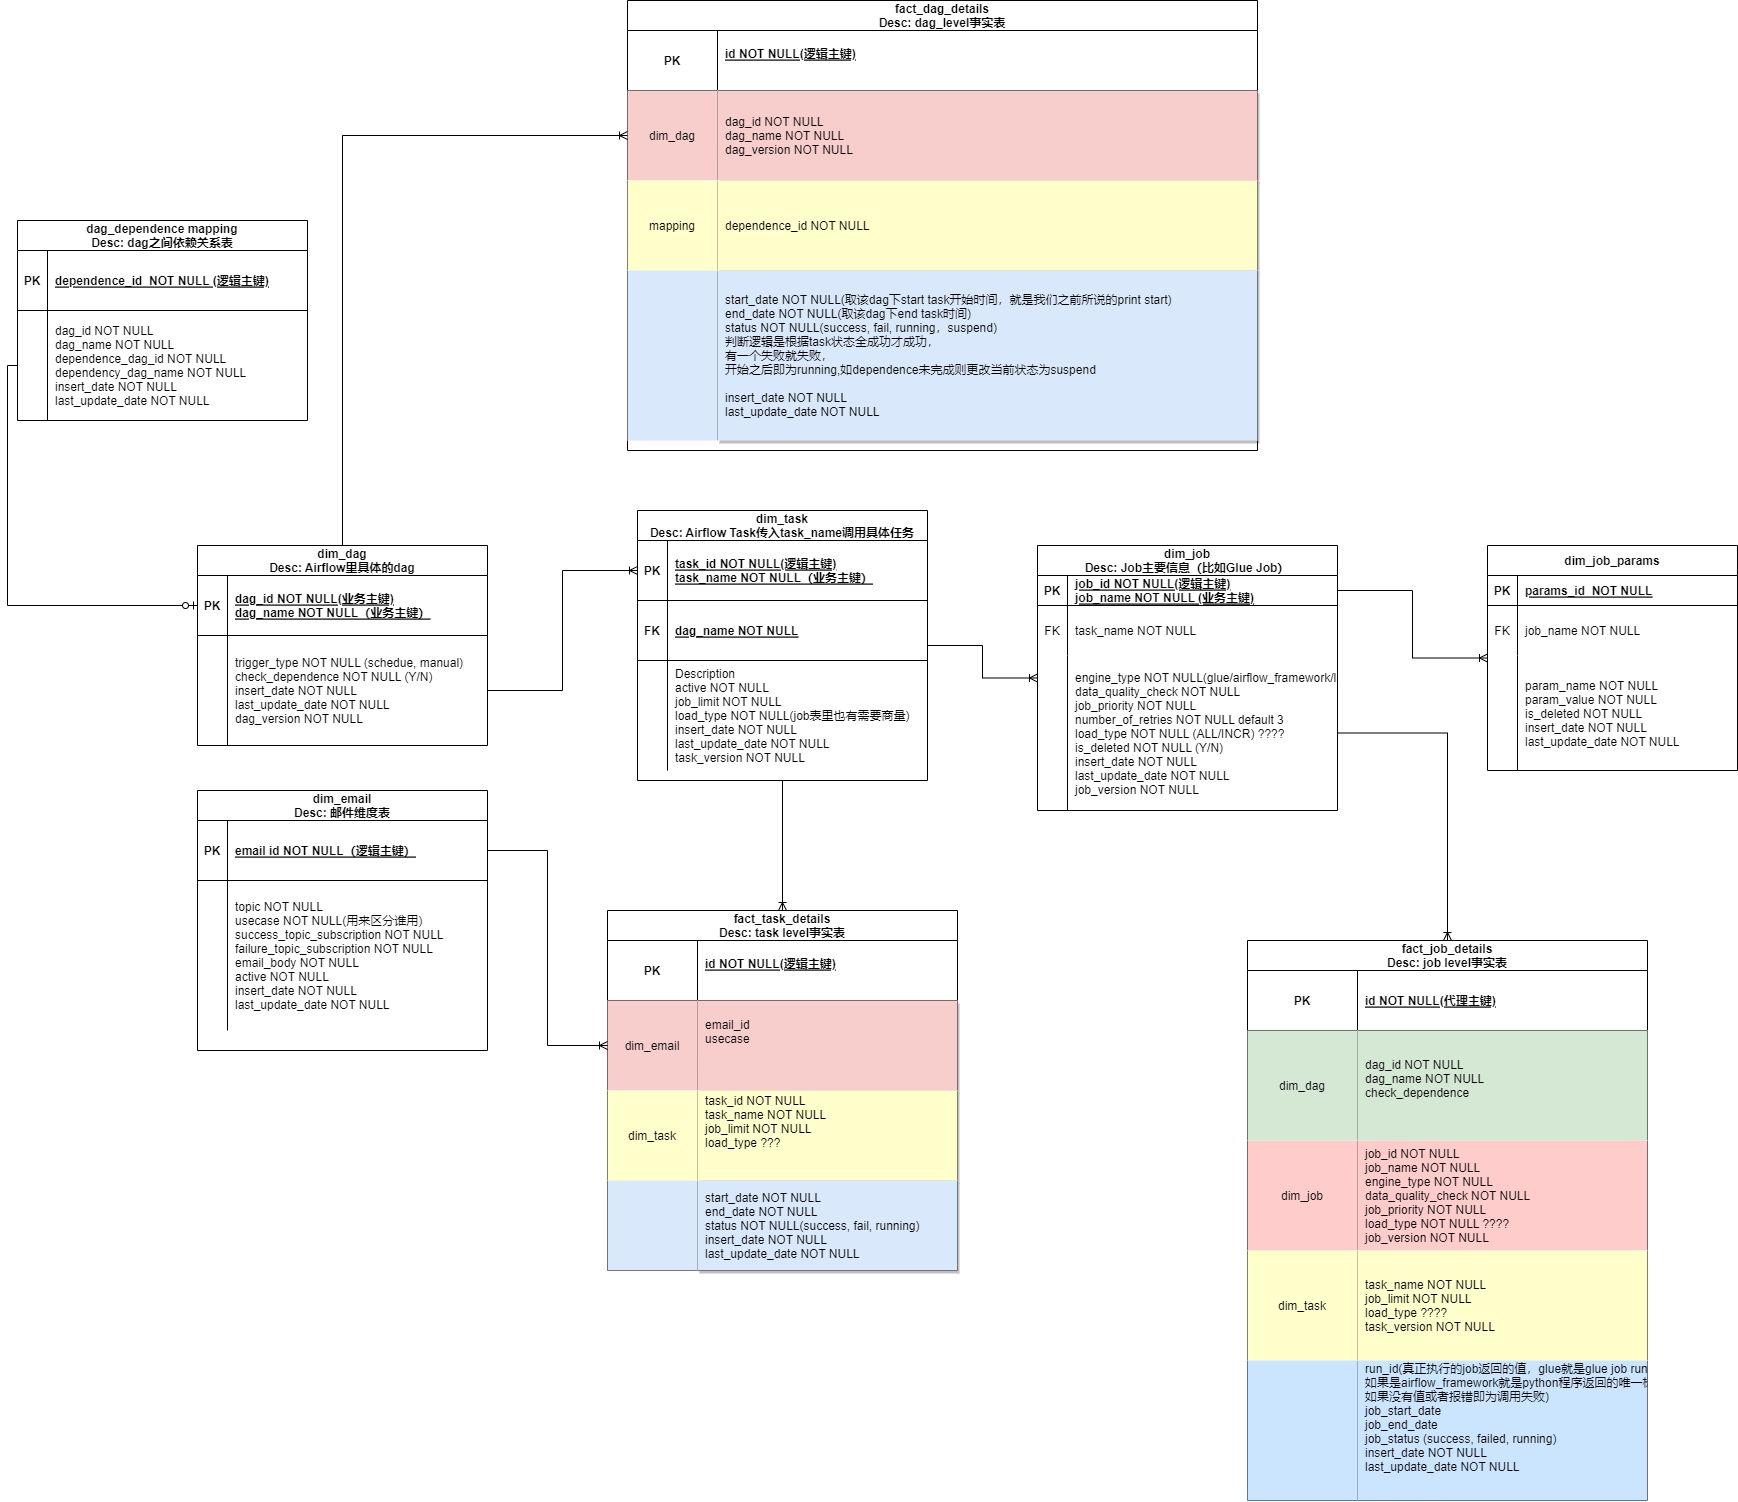 fact_dag_details
Desc: dag_level事实表
PK
id NOT NULL(逻辑主键)
dim_dag
dag_id NOT NULL
dag_name NOT NULL
dag_version NOT NULL
mapping
dependence_id NOT NULL
start_date NOT NULL(取该dag下start task开始时间，就是我们之前所说的print start)
end_date NOT NULL(取该dag下end task时间)
status NOT NULL(success, fail, running，suspend)
判断逻辑是根据task状态全成功才成功，
有一个失败就失败，
开始之后即为running,如dependence未完成则更改当前状态为suspend
insert_date NOT NULL
last_update_date NOT NULL
dag_dependence mapping
Desc: dag之间依赖关系表
PK
dependence_id  NOT NULL (逻辑主键)
dag_id NOT NULL
dag_name NOT NULL
dependence_dag_id NOT NULL
dependency_dag_name NOT NULL
insert_date NOT NULL
last_update_date NOT NULL
dim_dag
Desc: Airflow里具体的dag
PK
dag_id NOT NULL(业务主键)
dag_name NOT NULL（业务主键）
trigger_type NOT NULL (schedue, manual)
check_dependence NOT NULL (Y/N)
insert_date NOT NULL
last_update_date NOT NULL
dag_version NOT NULL
dim_task
Desc: Airflow Task传入task_name调用具体任务
PK
task_id NOT NULL(逻辑主键)
task_name NOT NULL（业务主键）
FK
dag_name NOT NULL
Description
active NOT NULL
job_limit NOT NULL
load_type NOT NULL(job表里也有需要商量)
insert_date NOT NULL
last_update_date NOT NULL
task_version NOT NULL
dim_job
Desc: Job主要信息（比如Glue Job）
PK
job_id NOT NULL(逻辑主键)
job_name NOT NULL (业务主键)
FK
task_name NOT NULL
engine_type NOT NULL(glue/airflow_framework/l
data_quality_check NOT NULL
job_priority NOT NULL
number_of_retries NOT NULL default 3
load_type NOT NULL (ALL/INCR) ????
is_deleted NOT NULL (Y/N)
insert_date NOT NULL
last_update_date NOT NULL
job_version NOT NULL
dim_job_params
PK
params_id  NOT NULL
FK
job_name NOT NULL
param_name NOT NULL
param_value NOT NULL
is_deleted NOT NULL
insert_date NOT NULL
last_update_date NOT NULL
dim_email
Desc: 邮件维度表
PK
email id NOT NULL（逻辑主键）
topic NOT NULL
usecase NOT NULL(用来区分谁用)
success_topic_subscription NOT NULL
failure_topic_subscription NOT NULL
email_body NOT NULL
active NOT NULL
insert_date NOT NULL
last_update_date NOT NULL
fact_task_details
Desc: task level事实表
PK
id NOT NULL(逻辑主键)
dim_email
email_id
usecase
dim_task
task_id NOT NULL
task_name NOT NULL
job_limit NOT NULL
load_type ???
start_date NOT NULL
end_date NOT NULL
status NOT NULL(success, fail, running)
insert_date NOT NULL
last_update_date NOT NULL
fact_job_details
Desc: job level事实表
PK
id NOT NULL(代理主键)
dim_dag
dag_id NOT NULL
dag_name NOT NULL
check_dependence
dim_job
job_id NOT NULL
job_name NOT NULL
engine_type NOT NULL
data_quality_check NOT NULL
job_priority NOT NULL
load_type NOT NULL ????
job_version NOT NULL
dim_task
task_name NOT NULL
job_limit NOT NULL
load_type ????
task_version NOT NULL
run_id(真正执行的job返回的值，glue就是glue job run
如果是airflow_framework就是python程序返回的唯一
如果没有值或者报错即为调用失败)
job_start_date
job_end_date
job_status (success, failed, running)
insert_date NOT NULL
last_update_date NOT NULL